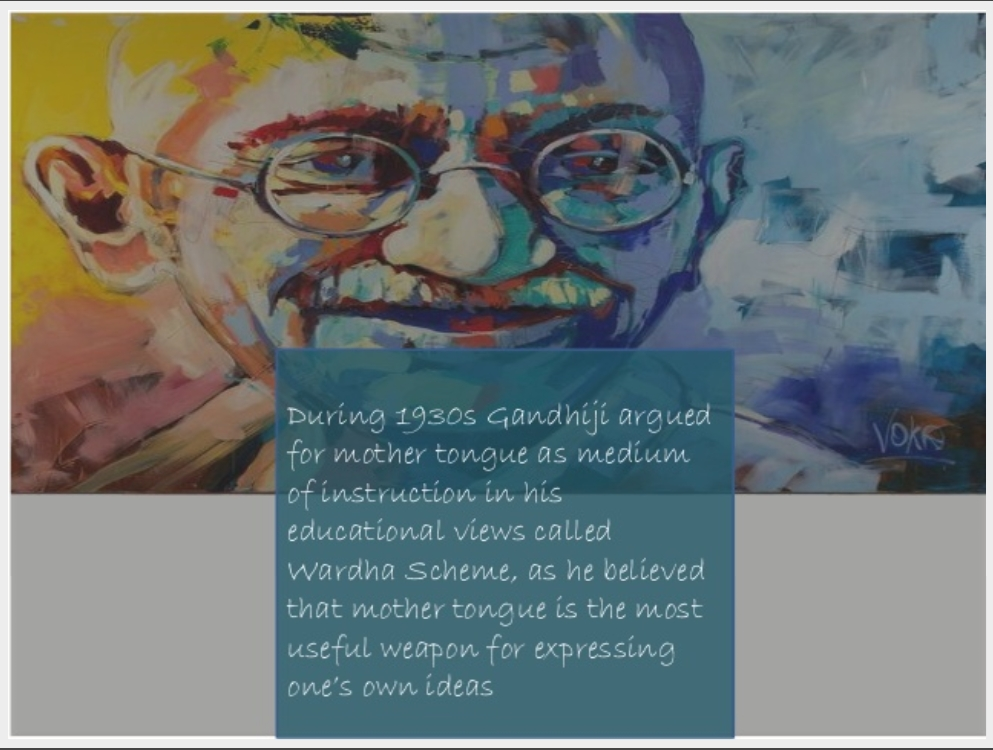 During 1930s Gandhiji argued
for mother tongue as medium
of instruction in his
educational views called
Wardha Scheme, as he believed
that mother tongue is the most
useful weapon for expressing
one's own ideas
VOKA